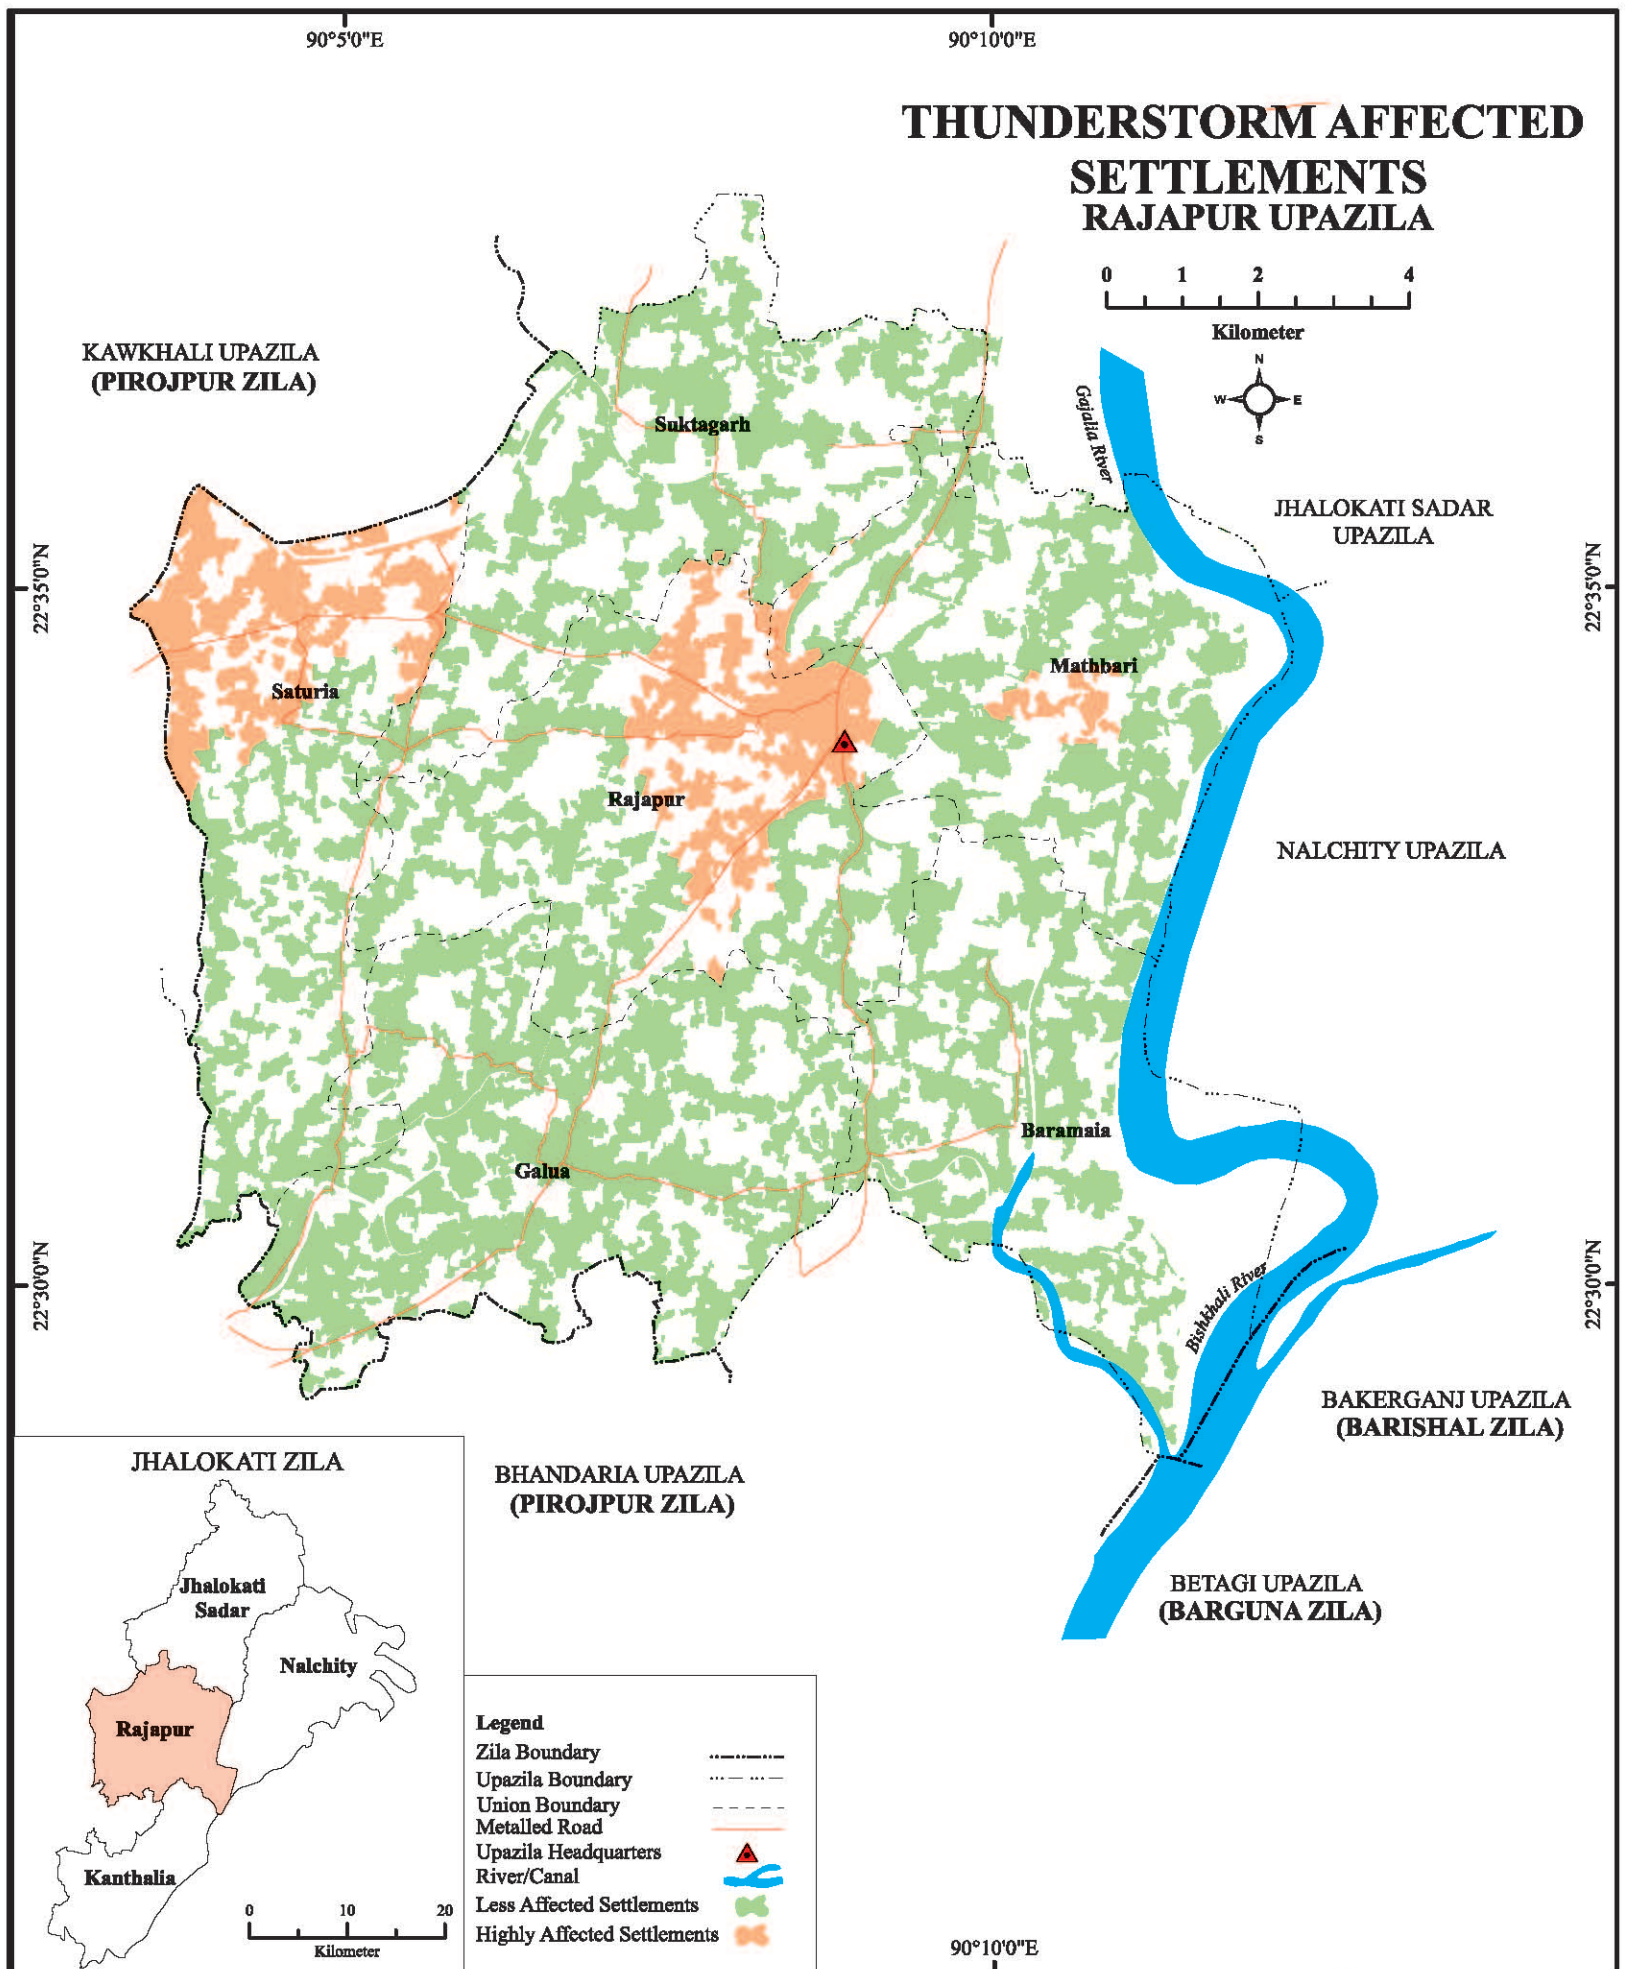 90°5'0"E
90°10'0"E
THUNDERSTORM AFFECTED
SETTLEMENTS
RAJAPUR UPAZILA
0 1 2 4
Kilometer
N
W E
S
KAWKHALI UPAZILA
(PIROJPUR ZILA)
Gajalia River
Suktagarh
JHALOKATI SADAR
UPAZILA
22°35'0"N
22°35'0"N
Mathbari
Saturia
Rajapur
NALCHITY UPAZILA
Baramaia
Galua
22°30'0"N
22°30'0"N
Bishkhali River
BAKERGANJ UPAZILA
(BARISHAL ZILA)
BHANDARIA UPAZILA
(PIROJPUR ZILA)
BETAGI UPAZILA
(BARGUNA ZILA)
JHALOKATI ZILA
Jhalokati
Sadar
Nalchity
Rajapur
Kanthalia
0 10 20
Kilometer
Legend
Zila Boundary
Upazila Boundary
Union Boundary
Metalled Road
Upazila Headquarters
River/Canal
Less Affected Settlements
Highly Affected Settlements
90°10'0"E